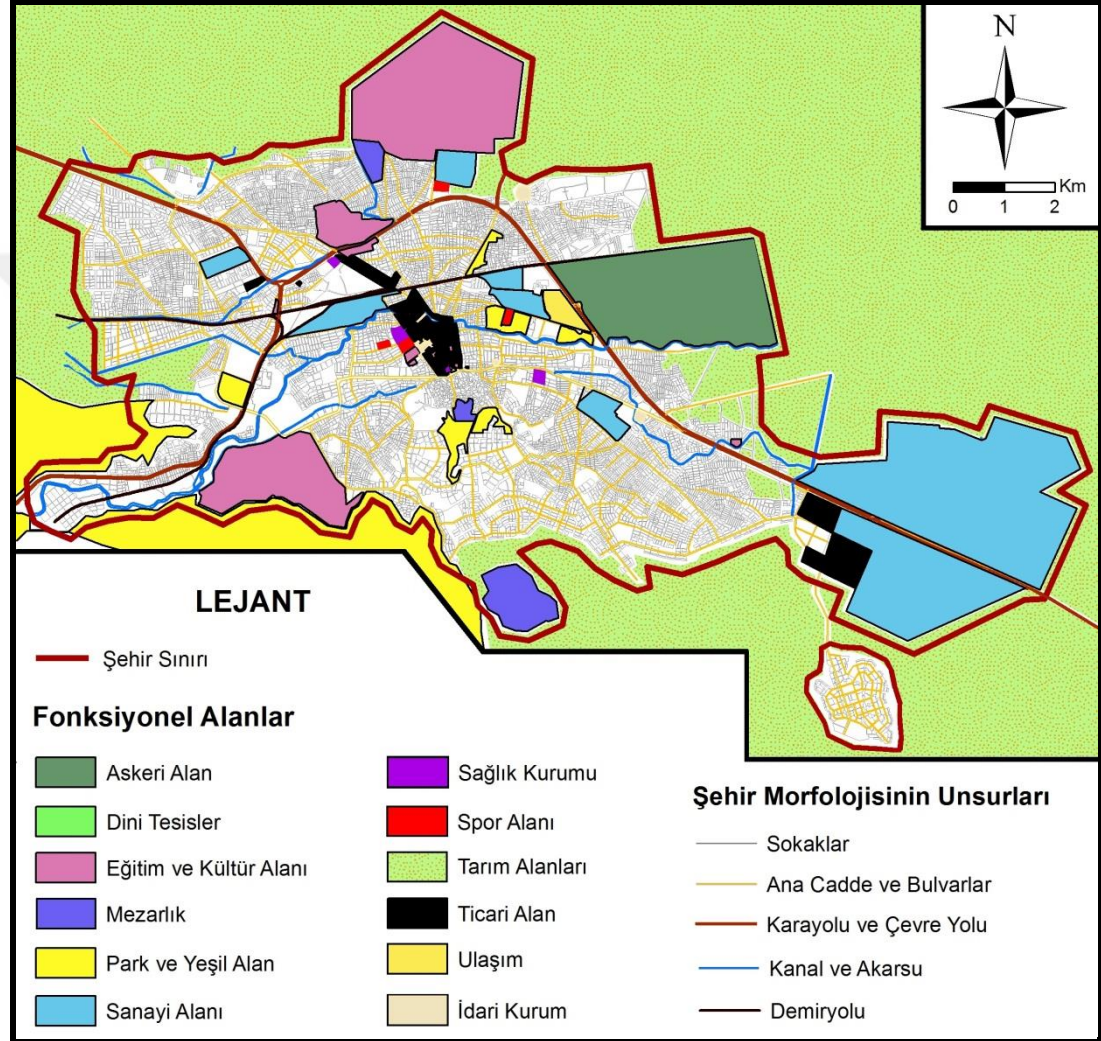 N
Km
0 1 2
LEJANT
Şehir Sınırı
Fonksiyonel Alanlar
Askeri Alan
Dini Tesisler
Eğitim ve Kültür Alanı
Mezarlık
Park ve Yeşil Alan
Sanayi Alanı
Sağlık Kurumu
Spor Alanı
Tarım Alanları
Ticari Alan
Ulaşım
İdari Kurum
Şehir Morfolojisinin Unsurları
Sokaklar
Ana Cadde ve Bulvarlar
Karayolu ve Çevre Yolu
Kanal ve Akarsu
Demiryolu